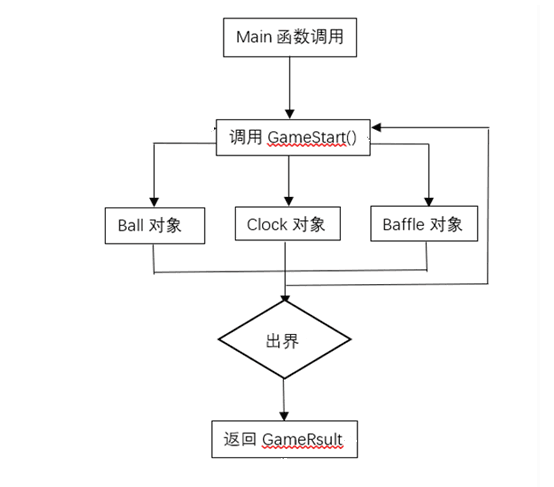 Main 函数调用
调用 GameStart()
Ball 对象
Clock 对象
Baffle 对象
出界
返回 GameRsult